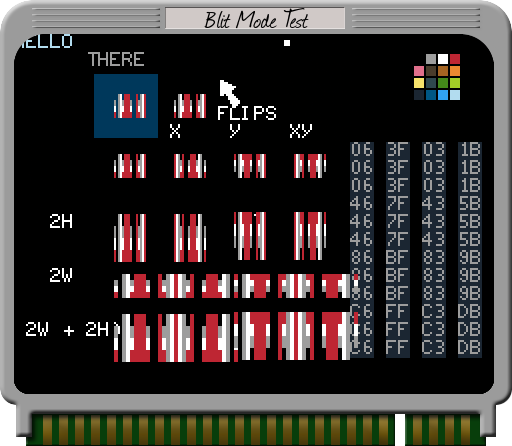 Blit Mode Test
HELLO
THERE
FLIPS
X Y XY
06 3F 03 1B
06 3F 03 1B
06 3F 03 1B
46 7F 43 5B
2H 46 7F 43 5B
46 7F 43 5B
86 BF 83 9B
2W 86 BF 83 9B
86 BF 83 9B
C6 FF C3 DB
2W + 2H) C6 FF C3 DB
C6 FF C3 DB